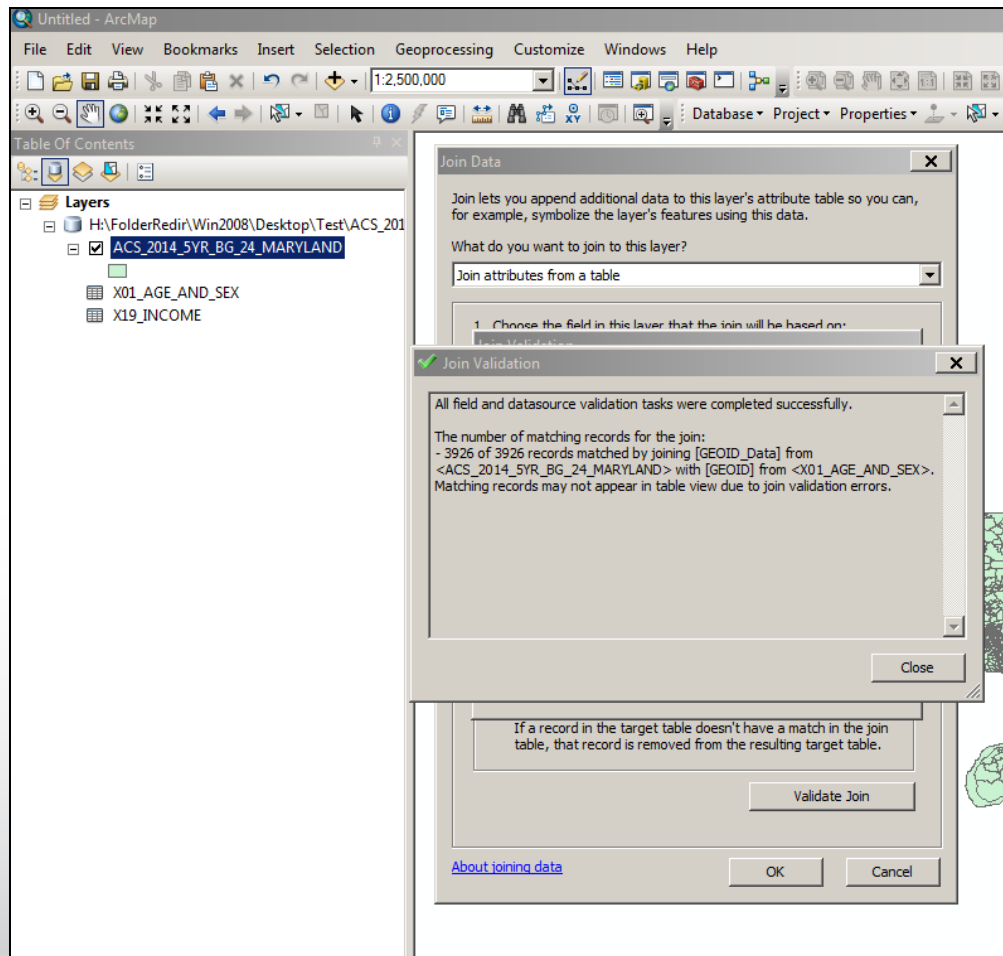 Untitled - ArcMap
File Edit View Bookmarks Insert Selection Geoprocessing Customize Windows Help
1:2,500,000
Database Project Properties
Table Of Contents
Layers
H:\FolderRedir\Win2008\Desktop\Test\ACS_201
ACS_2014_5YR_BG_24_MARYLAND
X01_AGE_AND_SEX
X19_INCOME
Join Data
Join lets you append additional data to this layer's attribute table so you can,
for example, symbolize the layer's features using this data.
What do you want to join to this layer?
Join attributes from a table
1. Choose the field in this layer that the join will be based on:
Join Validation
Join Validation
All field and datasource validation tasks were completed successfully.
The number of matching records for the join:
- 3926 of 3926 records matched by joining [GEOID_Data] from
<ACS_2014_5YR_BG_24_MARYLAND> with [GEOID] from <X01_AGE_AND_SEX>.
Matching records may not appear in table view due to join validation errors.
Close
If a record in the target table doesn't have a match in the join
table, that record is removed from the resulting target table.
Validate Join
About joining data
OK Cancel